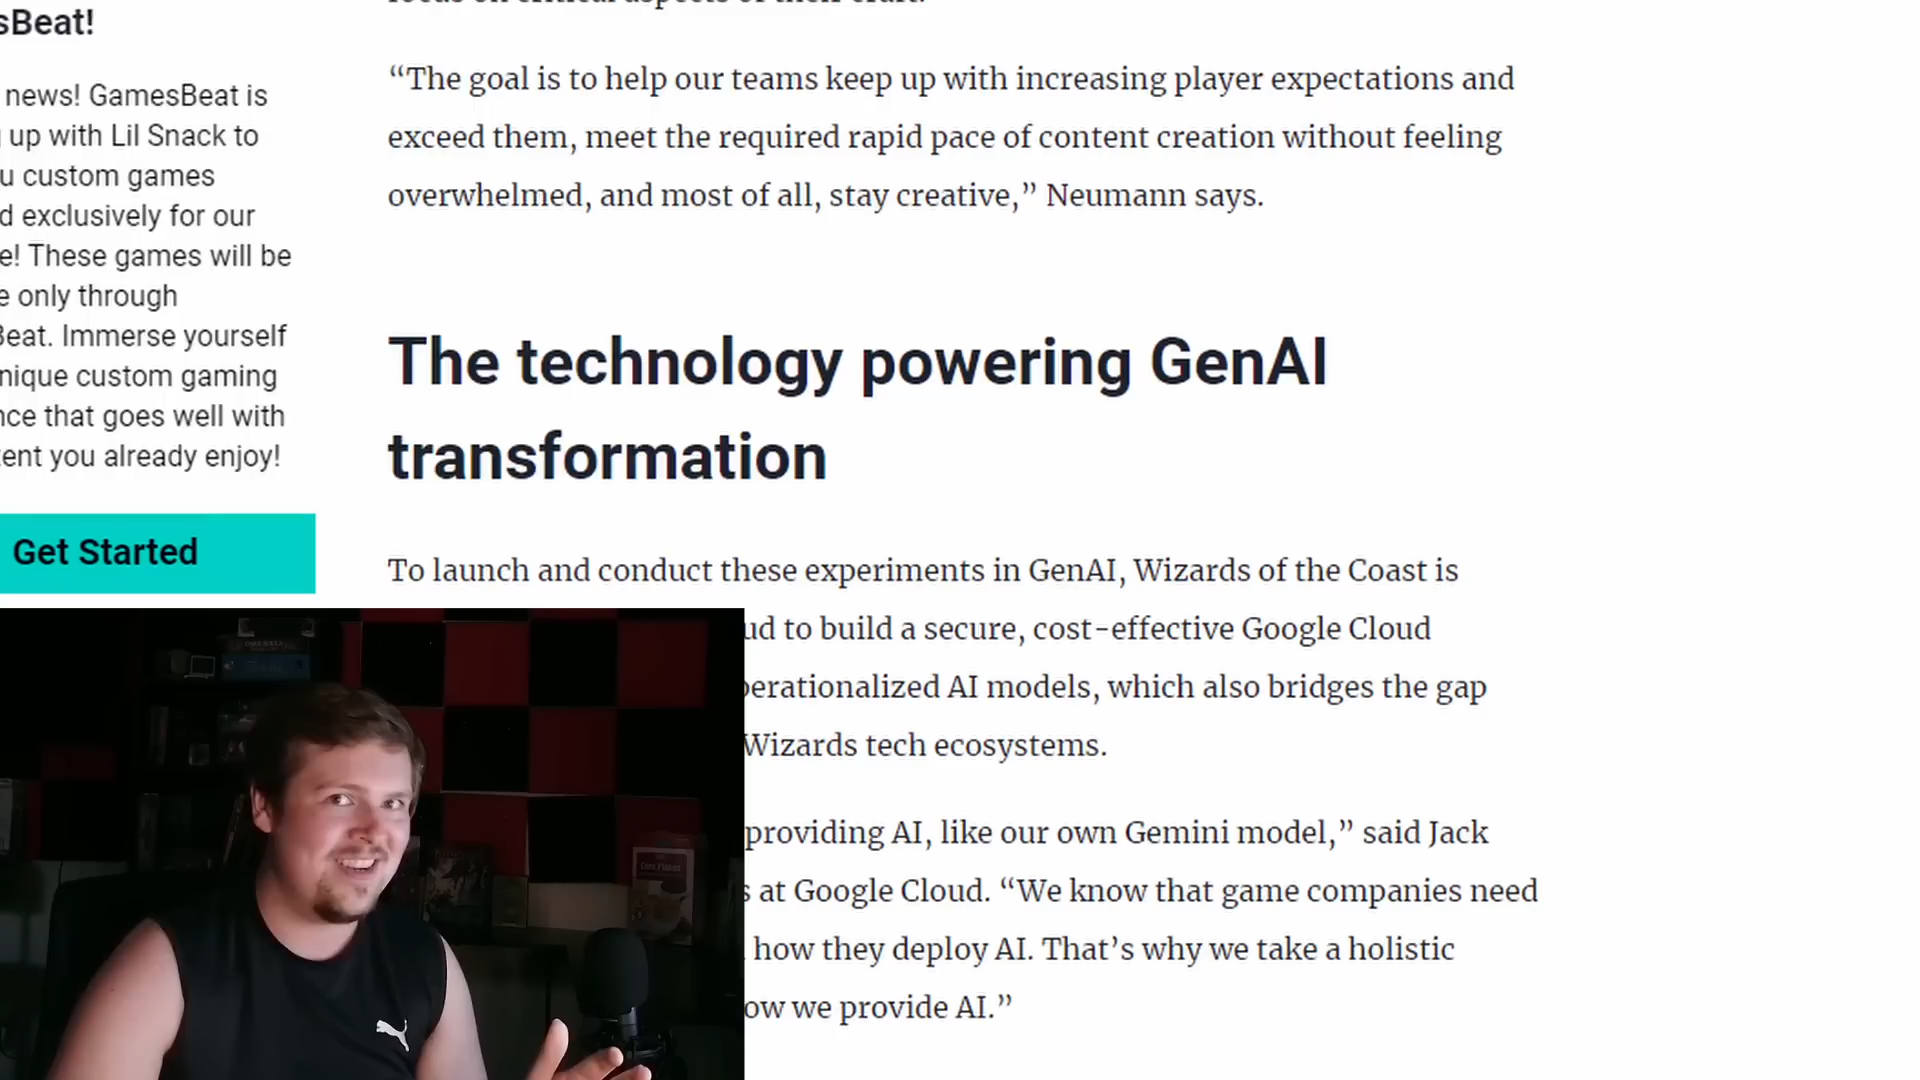 sBeat!
news! GamesBeat is
up with Lil Snack to
u custom games
d exclusively for our
e! These games will be
e only through
Beat. Immerse yourself
nique custom gaming
nce that goes well with
tent you already enjoy!
Get Started
“The goal is to help our teams keep up with increasing player expectations and
exceed them, meet the required rapid pace of content creation without feeling
overwhelmed, and most of all, stay creative,” Neumann says.
The technology powering GenAI
transformation
To launch and conduct these experiments in GenAI, Wizards of the Coast is
ud to build a secure, cost-effective Google Cloud
perationalized AI models, which also bridges the gap
Wizards tech ecosystems.
providing AI, like our own Gemini model,” said Jack
s at Google Cloud. “We know that game companies need
how they deploy AI. That’s why we take a holistic
ow we provide AI.”